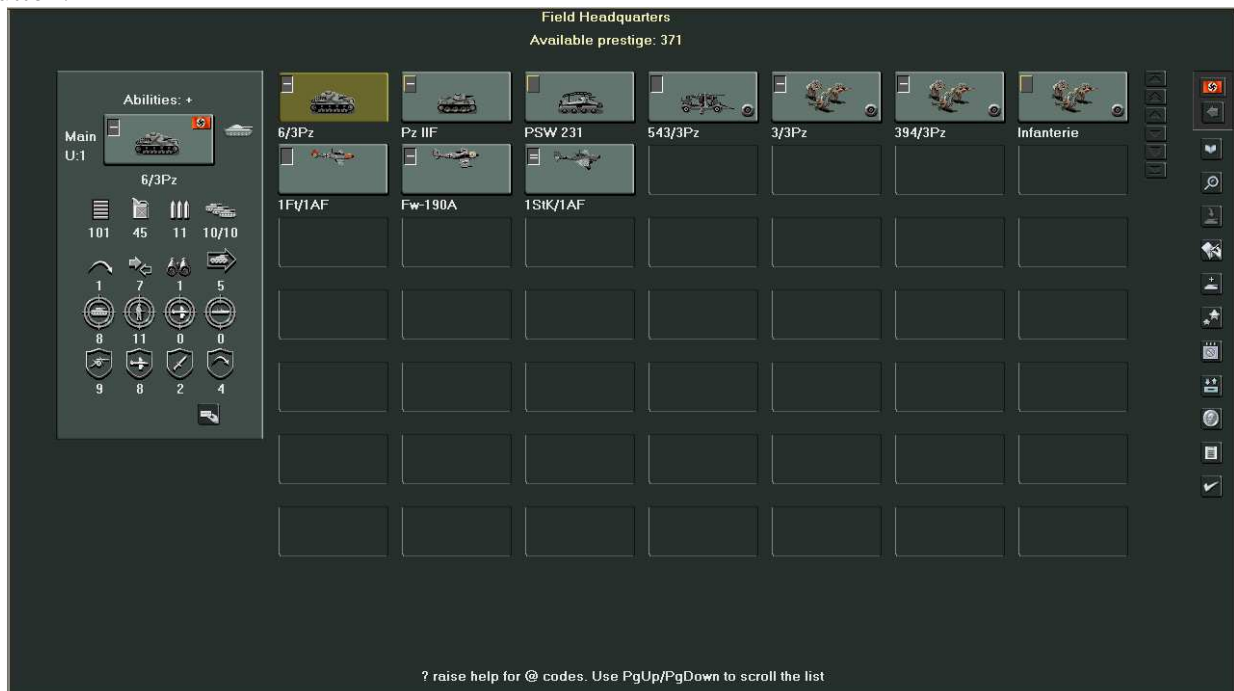 Field Headquarters
Available prestige: 371
Abilities: +
Main
U:1
6/3Pz
101 45 11 10/10
1 7 1 5
8 11 0 0
9 8 2 4
6/3Pz Pz IIF PSW 231 543/3Pz 3/3Pz 394/3Pz Infanterie
1Ft/1AF Fw-190A 1StK/1AF
? raise help for @ codes. Use PgUp/PgDown to scroll the list